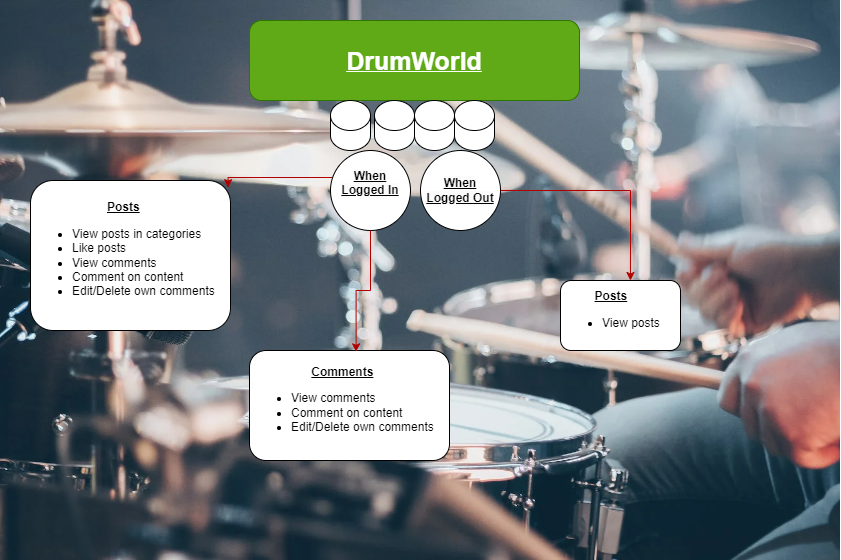 DrumWorld
When
Logged In
When
Logged Out
Posts
View posts in categories
Like posts
View comments
Comment on content
Edit/Delete own comments
Posts
View posts
Comments
View comments
Comment on content
Edit/Delete own comments